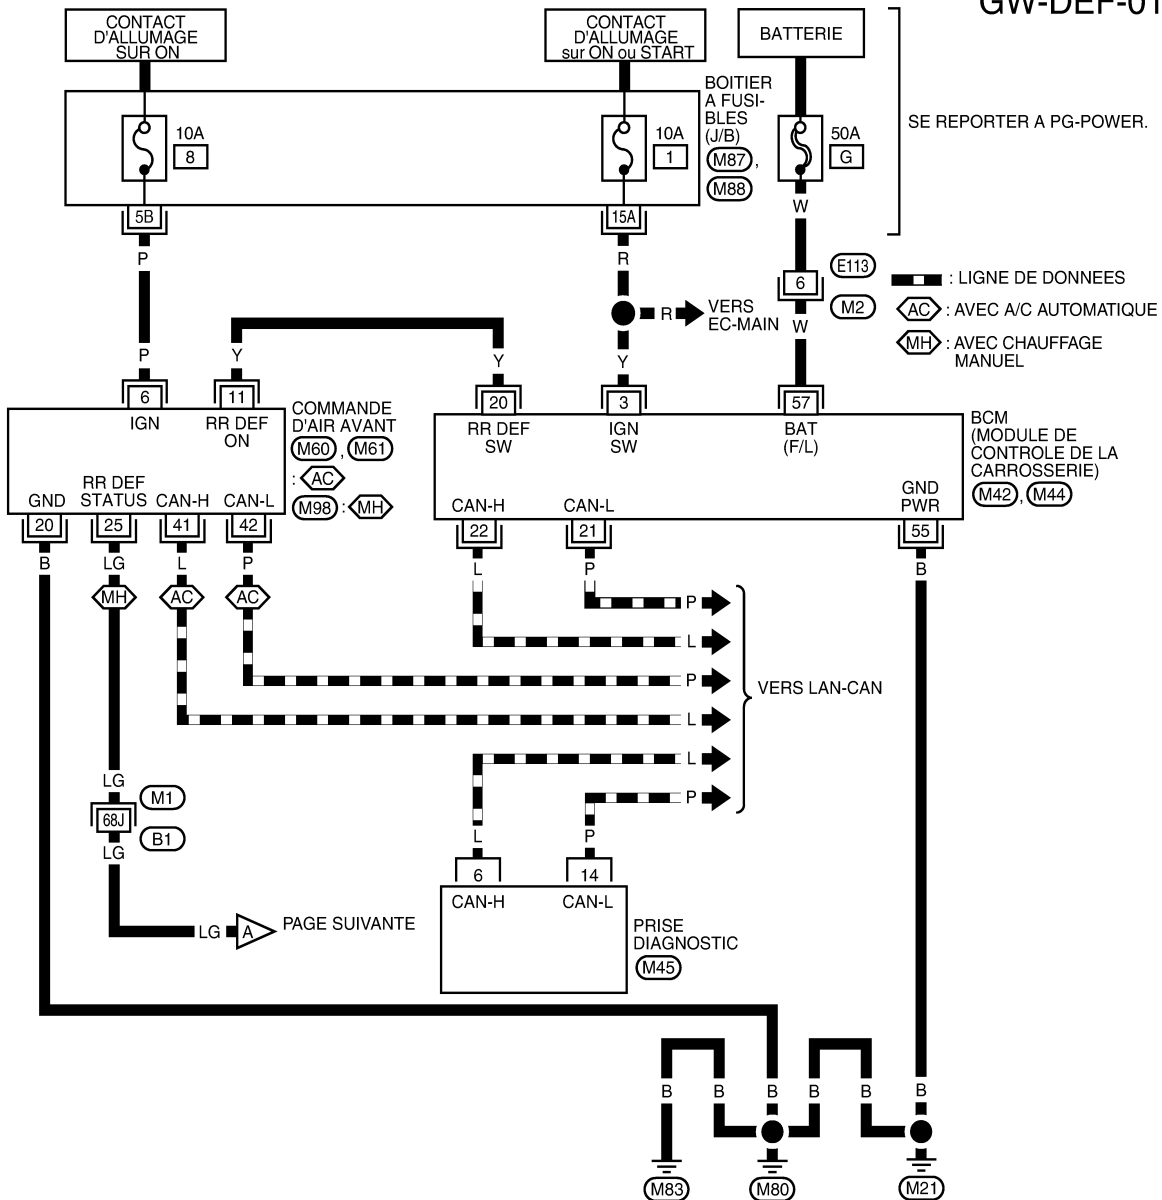 GW-DEF-01
CONTACT
D'ALLUMAGE
SUR ON
CONTACT
D'ALLUMAGE
sur ON ou START
BATTERIE
BOITIER
A FUSI-
BLES
(J/B)
M87 ,
M88
10A
8
10A
1
50A
G
SE REPORTER A PG-POWER.
5B
15A
W
P
R
6
E113
M2
: LIGNE DE DONNEES
AC : AVEC A/C AUTOMATIQUE
MH : AVEC CHAUFFAGE
MANUEL
R
VERS
EC-MAIN
W
P
Y
Y
Y
6
11
20
3
57
IGN
RR DEF
ON
COMMANDE
D'AIR AVANT
M60 , M61
: AC
M98 : MH
RR DEF
SW
IGN
SW
BAT
(F/L)
BCM
(MODULE DE
CONTROLE DE LA
CARROSSERIE)
M42 , M44
GND
RR DEF
STATUS
CAN-H
CAN-L
CAN-H
CAN-L
GND
PWR
20
25
41
42
22
21
55
B
LG
L
P
L
P
B
MH
AC
AC
P
L
P
L
L
P
VERS LAN-CAN
LG
68J
M1
B1
LG
L
P
6
14
CAN-H
CAN-L
LG
A
PAGE SUIVANTE
PRISE
DIAGNOSTIC
M45
B
B
B
B
B
B
M83
M80
M21